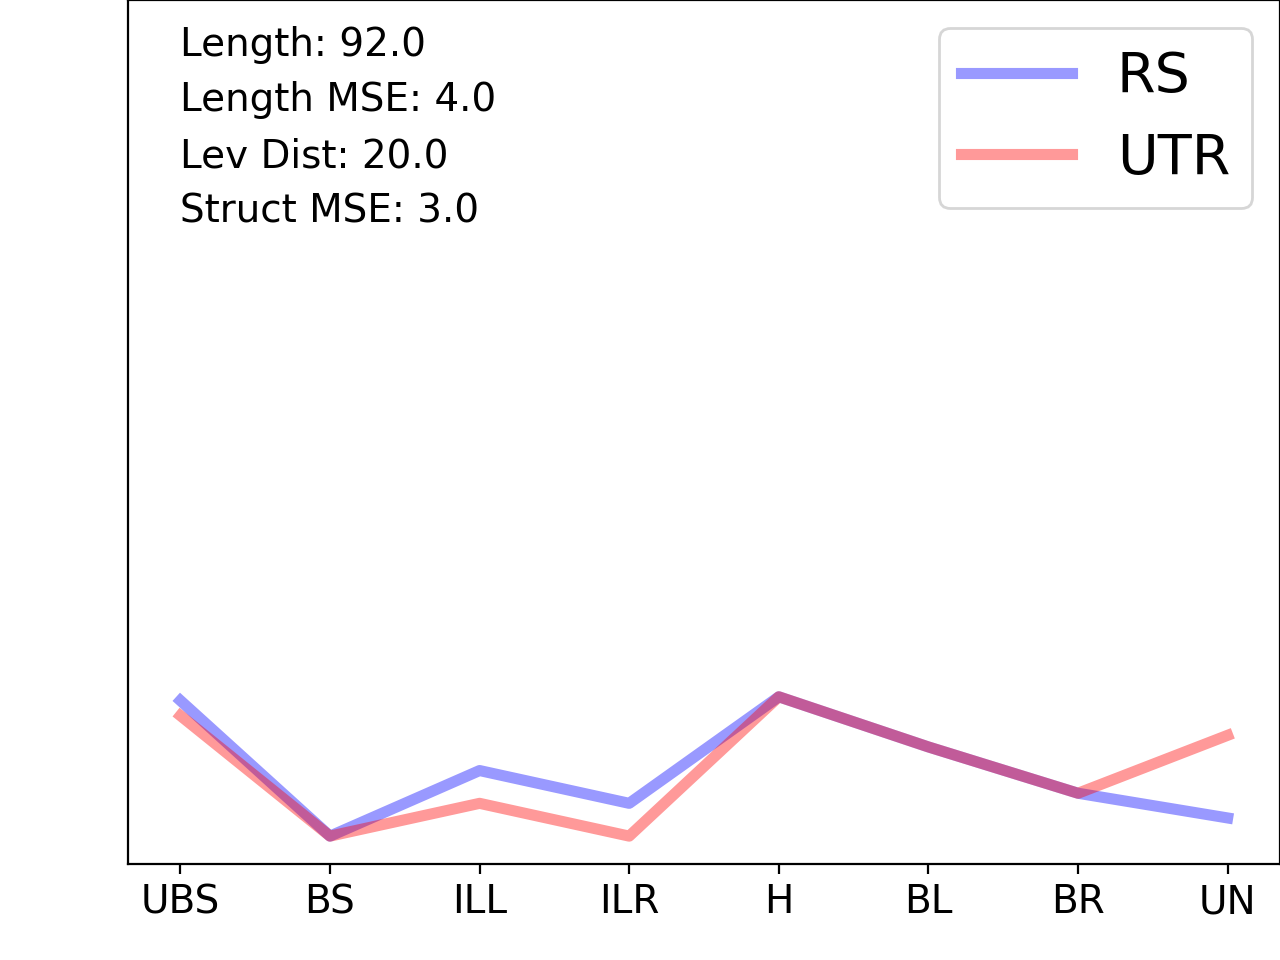 Length: 92.0
Length MSE: 4.0
Lev Dist: 20.0
Struct MSE: 3.0
RS
UTR
UBS BS ILL ILR H BL BR UN